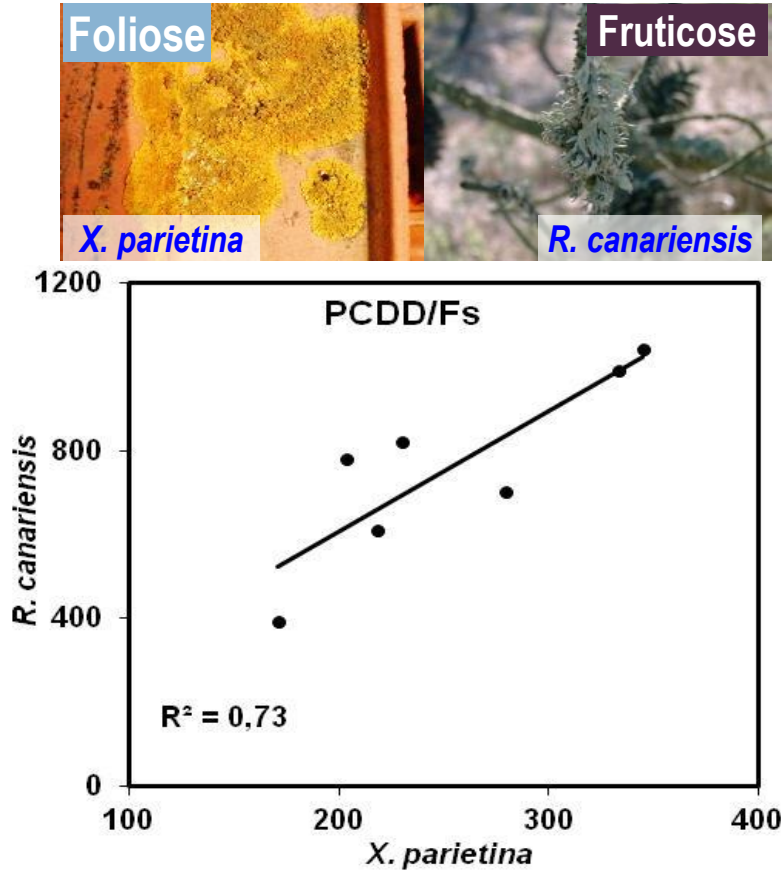 Foliose
Fruticose
X. parietina
R. canariensis
PCDD/Fs
1200
800
400
0
R. canariensis
R² = 0,73
100 200 300 400
X. parietina